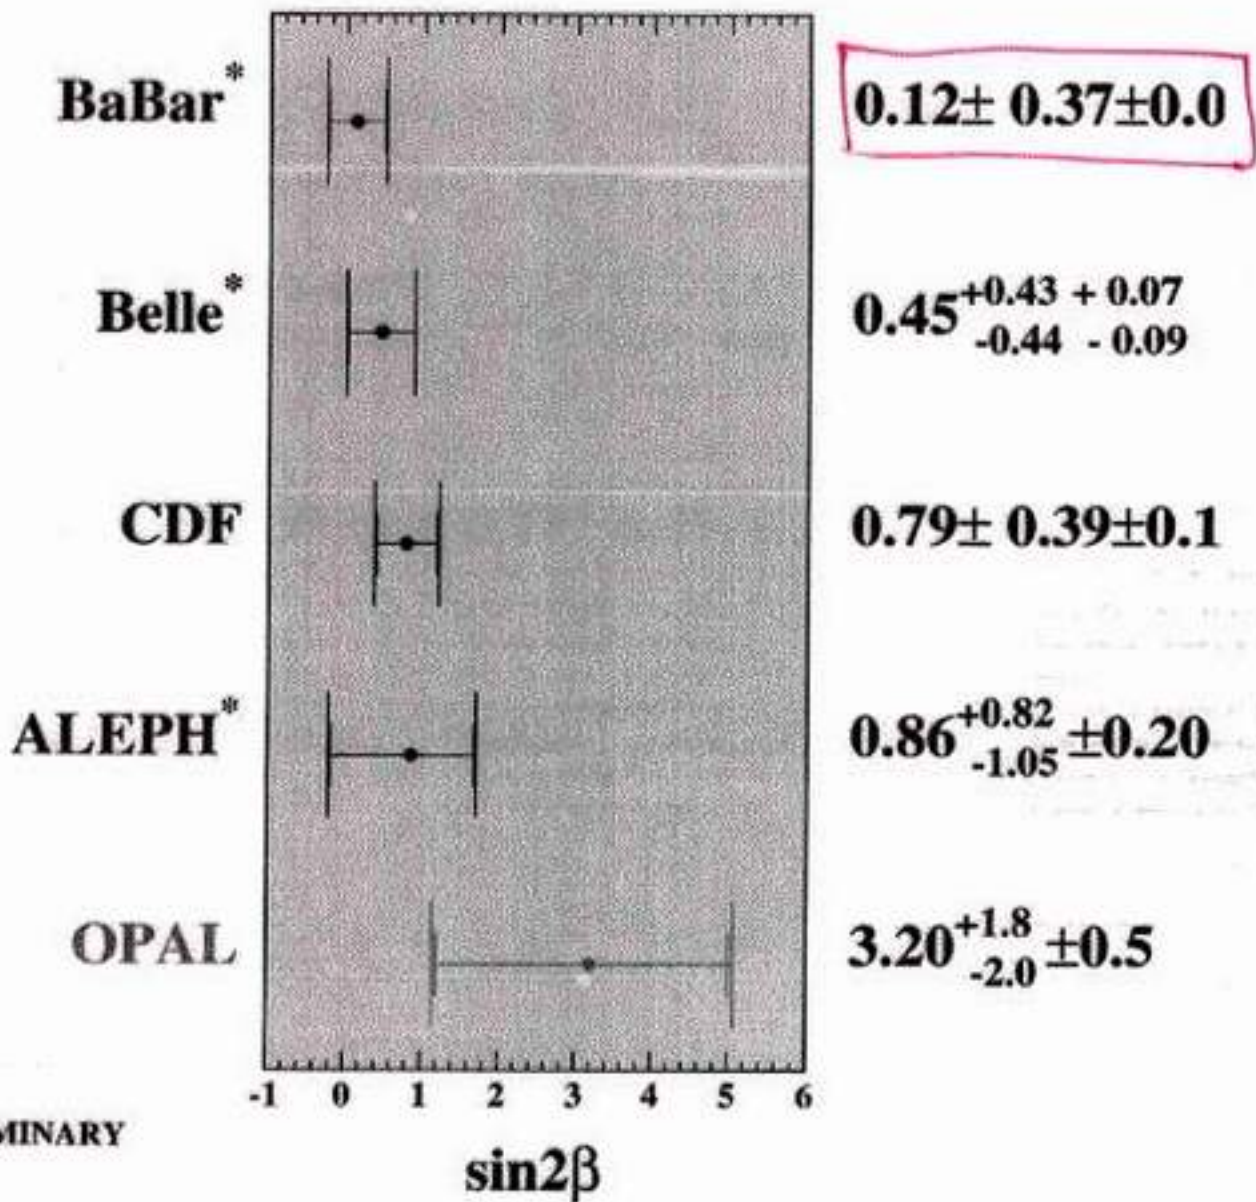 BaBar* 0.12± 0.37±0.0
Belle* 0.45 +0.43 + 0.07 -0.44 - 0.09
CDF 0.79± 0.39±0.1
ALEPH* 0.86 +0.82 -1.05 ±0.20
OPAL 3.20 +1.8 -2.0 ±0.5
-1 0 1 2 3 4 5 6
MINARY
sin2β